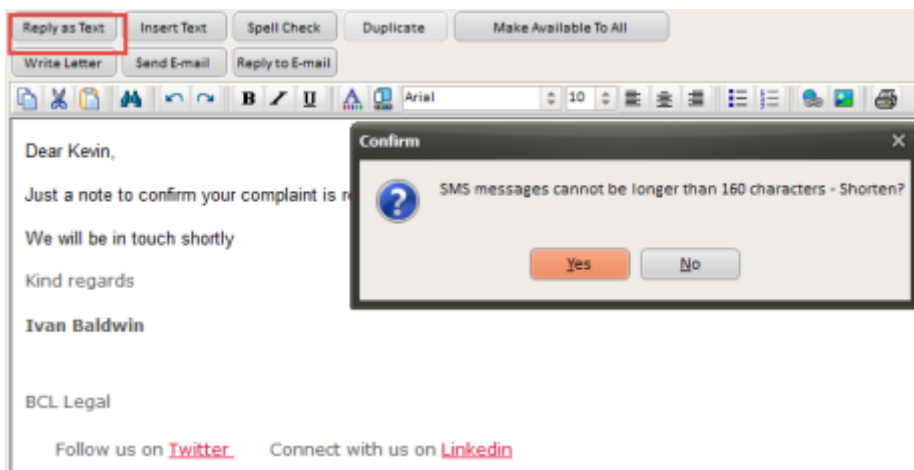 Reply as Text Insert Text Spell Check Duplicate Make Available To All
Write Letter Send E-mail Reply to E-mail
B I U A Arial 10
Confirm
Dear Kevin,
SMS messages cannot be longer than 160 characters - Shorten?
Just a note to confirm your complaint is
We will be in touch shortly
Yes No
Kind regards
Ivan Baldwin
BCL Legal
Follow us on Twitter Connect with us on Linkedin